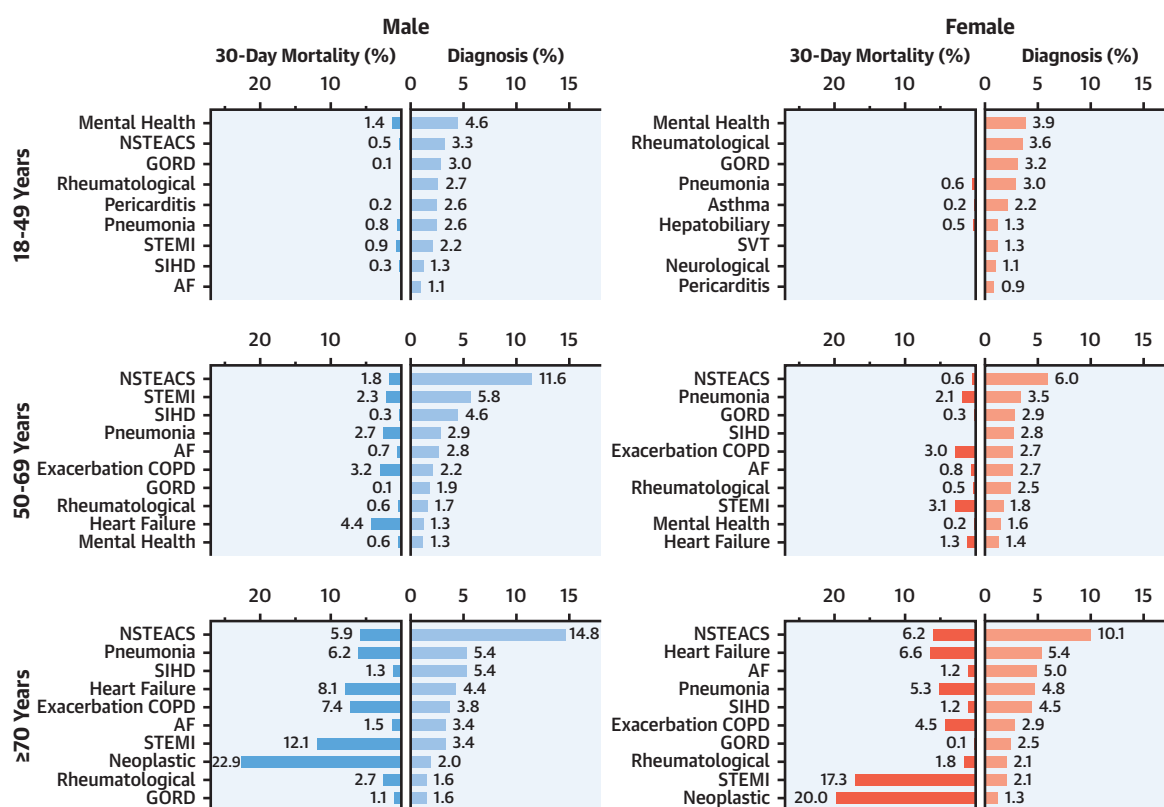 Male Female
30-Day Mortality (%) Diagnosis (%) 30-Day Mortality (%) Diagnosis (%)
20 10 0 5 10 15 20 10 0 5 10 15
18-49 Years
Mental Health 1.4 4.6 Mental Health 3.9
NSTEACS 0.5 3.3 Rheumatological 3.6
GORD 0.1 3.0 GORD 3.2
Rheumatological 2.7 Pneumonia 0.6 3.0
Pericarditis 0.2 2.6 Asthma 0.2 2.2
Pneumonia 0.8 2.6 Hepatobiliary 0.5 1.3
STEMI 0.9 2.2 SVT 1.3
SIHD 0.3 1.3 Neurological 1.1
AF 1.1 Pericarditis 0.9
20 10 0 5 10 15 20 10 0 5 10 15
50-69 Years
NSTEACS 1.8 11.6 NSTEACS 0.6 6.0
STEMI 2.3 5.8 Pneumonia 2.1 3.5
SIHD 0.3 4.6 GORD 0.3 2.9
Pneumonia 2.7 2.9 SIHD 2.8
AF 0.7 2.8 Exacerbation COPD 3.0 2.7
Exacerbation COPD 3.2 2.2 AF 0.8 2.7
GORD 0.1 1.9 Rheumatological 0.5 2.5
Rheumatological 0.6 1.7 STEMI 3.1 1.8
Heart Failure 4.4 1.3 Mental Health 0.2 1.6
Mental Health 0.6 1.3 Heart Failure 1.3 1.4
20 10 0 5 10 15 20 10 0 5 10 15
≥70 Years
NSTEACS 5.9 14.8 NSTEACS 6.2 10.1
Pneumonia 6.2 5.4 Heart Failure 6.6 5.4
SIHD 1.3 5.4 AF 1.2 5.0
Heart Failure 8.1 4.4 Pneumonia 5.3 4.8
Exacerbation COPD 7.4 3.8 SIHD 1.2 4.5
AF 1.5 3.4 Exacerbation COPD 4.5 2.9
STEMI 12.1 3.4 GORD 0.1 2.5
Neoplastic 22.9 2.0 Rheumatological 1.8 2.1
Rheumatological 2.7 1.6 STEMI 17.3 2.1
GORD 1.1 1.6 Neoplastic 20.0 1.3